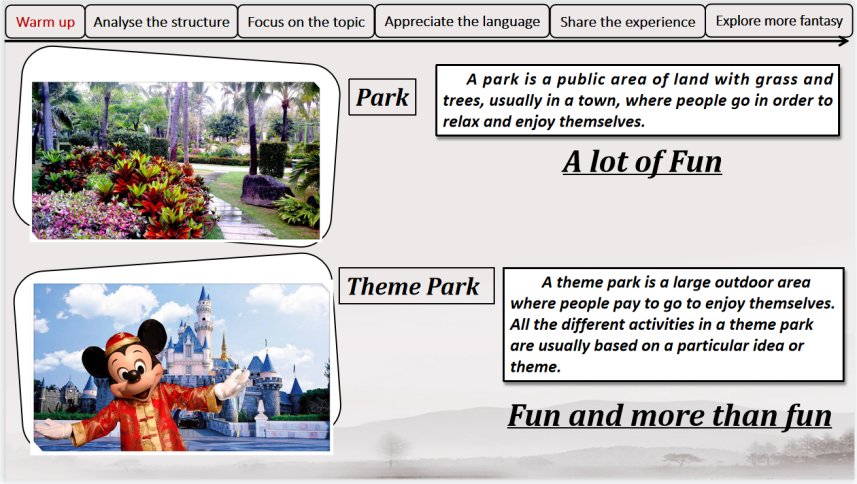 Warm up
Analyse the structure
Focus on the topic
Appreciate the language
Share the experience
Explore more fantasy
Park
A park is a public area of land with grass and
trees, usually in a town, where people go in order to
relax and enjoy themselves.
A lot of Fun
Theme Park
A theme park is a large outdoor area
where people pay to go to enjoy themselves.
All the different activities in a theme park
are usually based on a particular idea or
theme.
Fun and more than fun